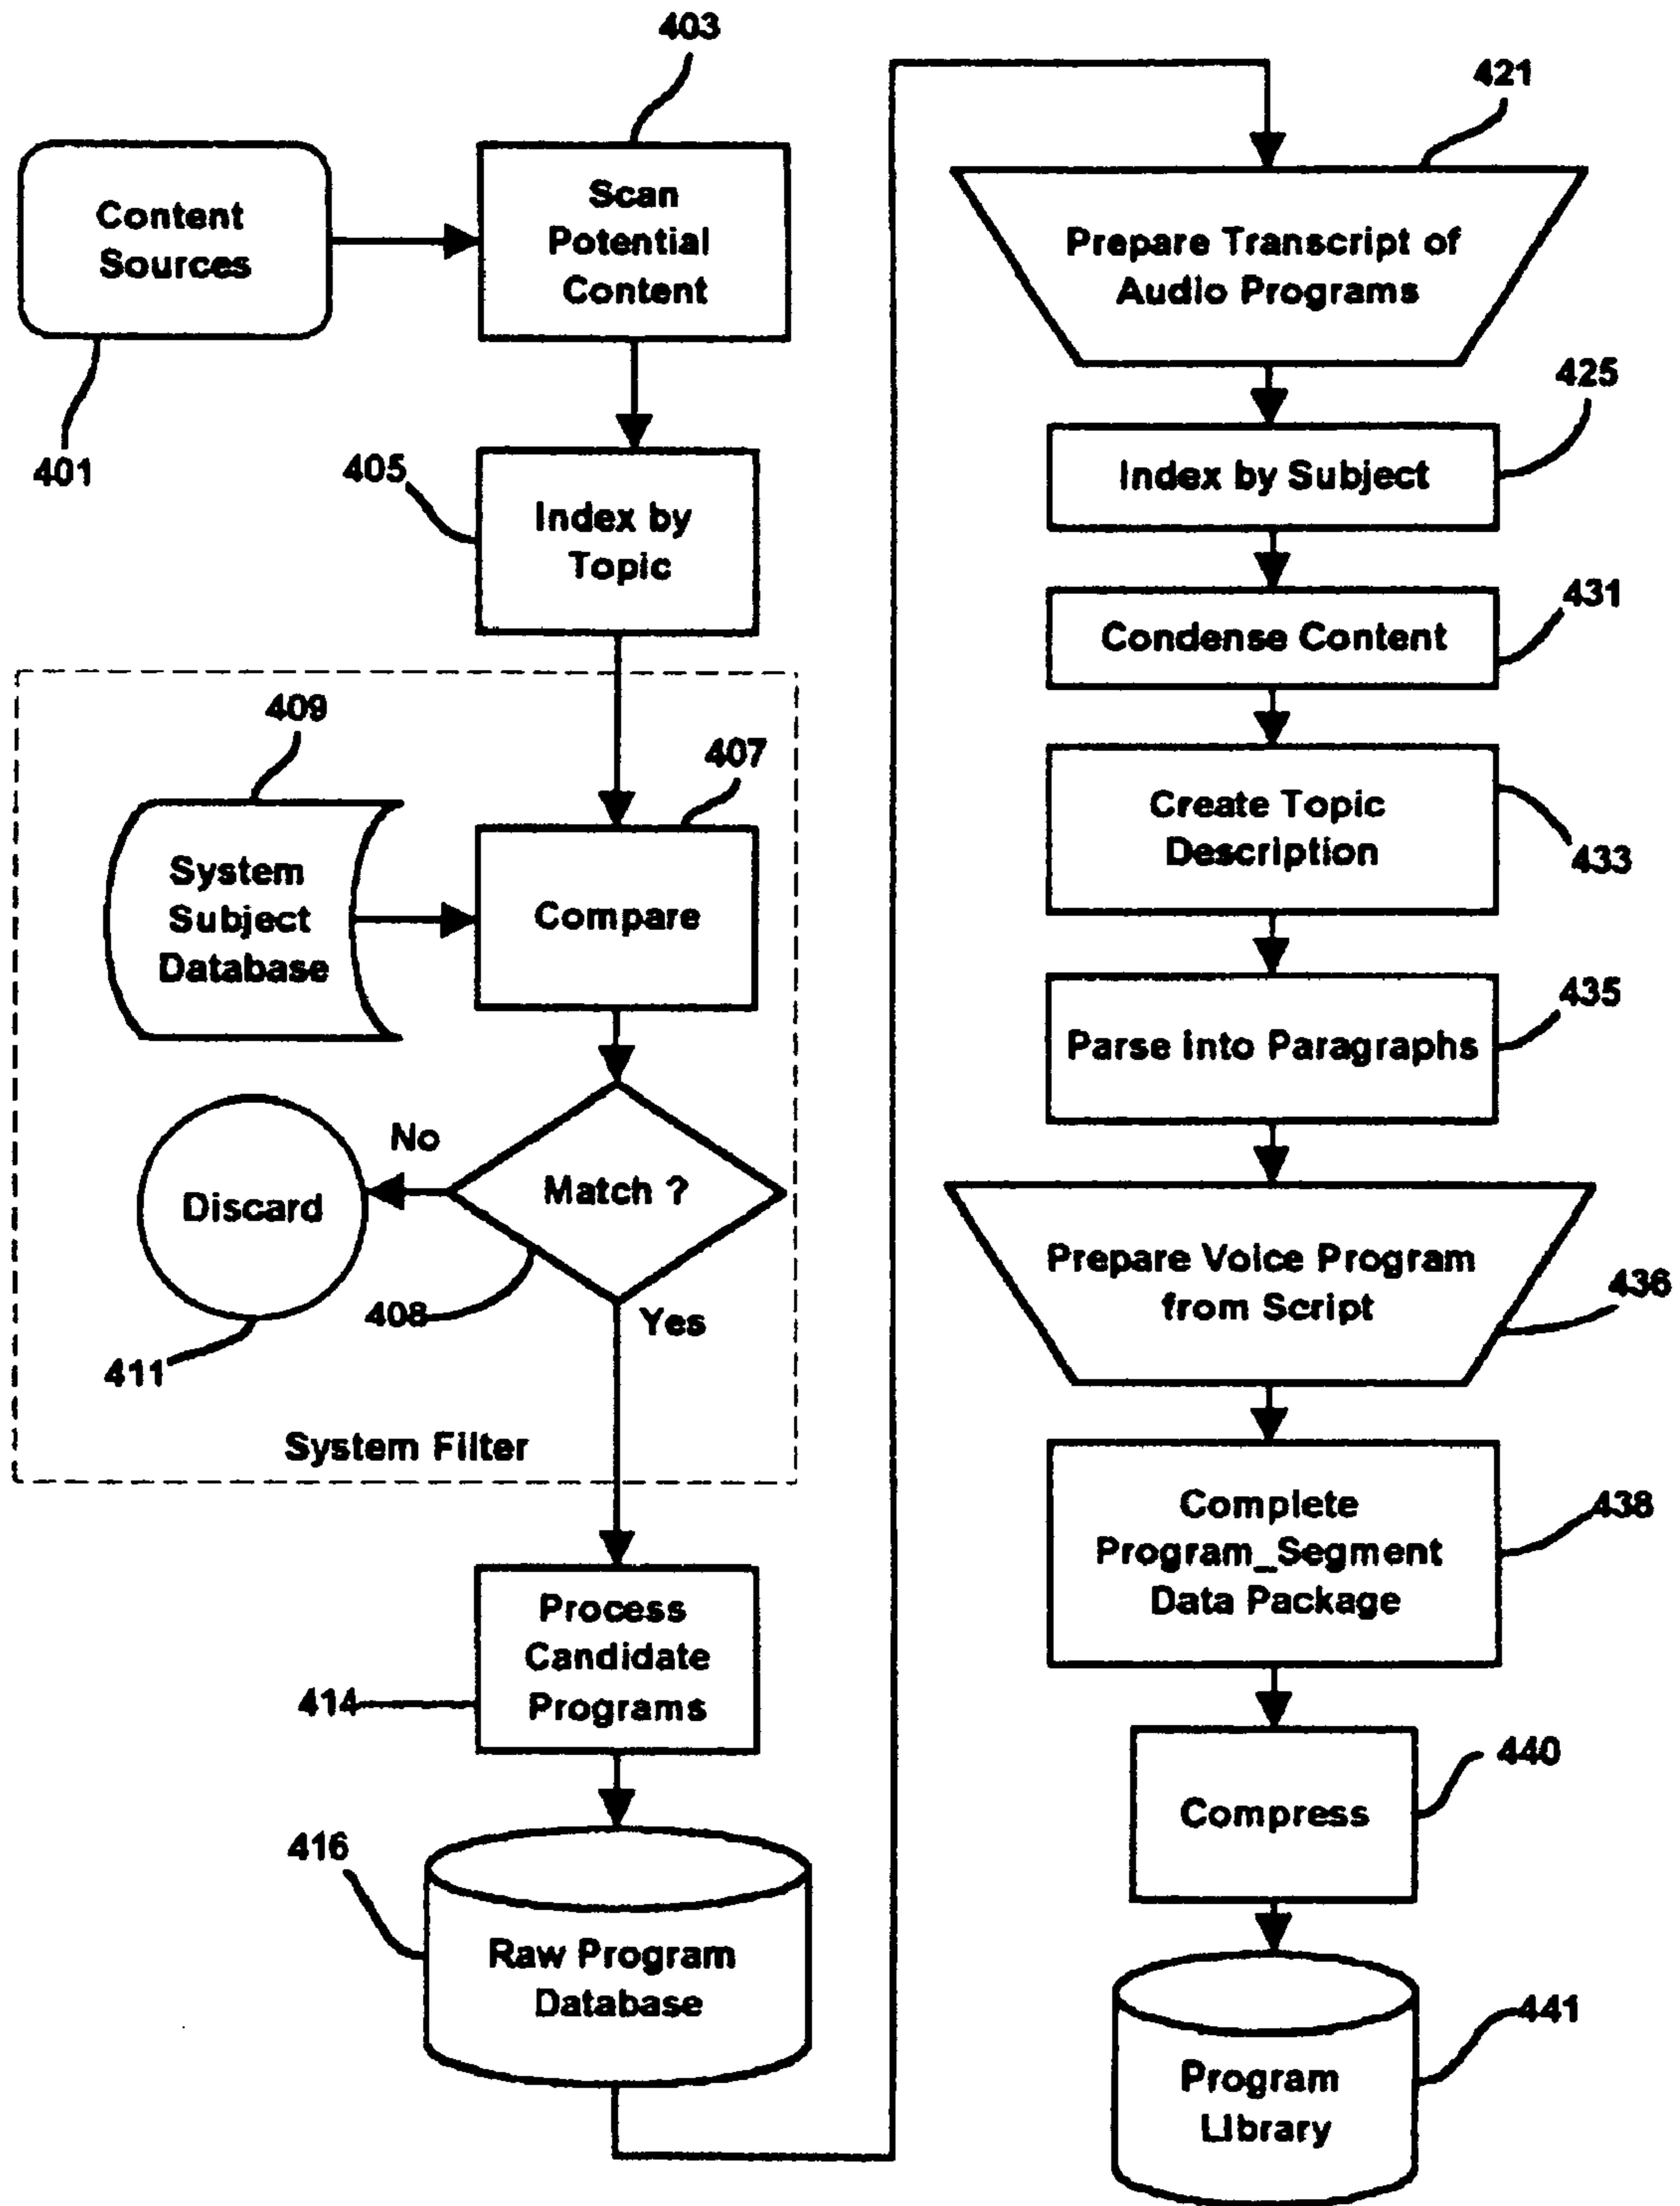 403
Content
Sources
401
Scan
Potential
Content
405
Index by
Topic
409
407
System
Subject
Database
Compare
No
Discard
Match ?
408
Yes
411
System Filter
Process
Candidate
Programs
414
416
Raw Program
Database
421
Prepare Transcript of
Audio Programs
425
Index by Subject
431
Condense Content
Create Topic
Description
433
435
Parse into Paragraphs
Prepare Voice Program
from Script
436
Complete
Program_Segment
Data Package
438
440
Compress
441
Program
Library